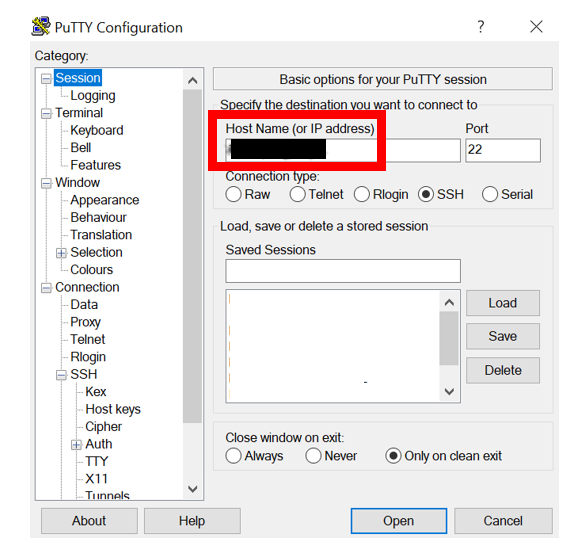 PuTTY Configuration
?
Category:
Session
Logging
Terminal
Keyboard
Bell
Features
Window
Appearance
Behaviour
Translation
Selection
Colours
Connection
Data
Proxy
Telnet
Rlogin
SSH
Kex
Host keys
Cipher
Auth
TTY
X11
Tunnels
Basic options for your PuTTY session
Specify the destination you want to connect to
Host Name (or IP address) Port
22
Connection type:
Raw Telnet Rlogin SSH Serial
Load, save or delete a stored session
Saved Sessions
Load
Save
Delete
Close window on exit:
Always Never Only on clean exit
About Help Open Cancel